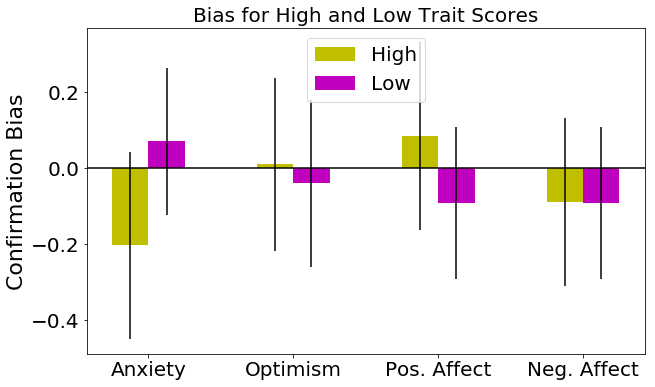 Bias for High and Low Trait Scores
High
Low
Confirmation Bias
0.2
0.0
−0.2
−0.4
Anxiety
Optimism
Pos. Affect
Neg. Affect